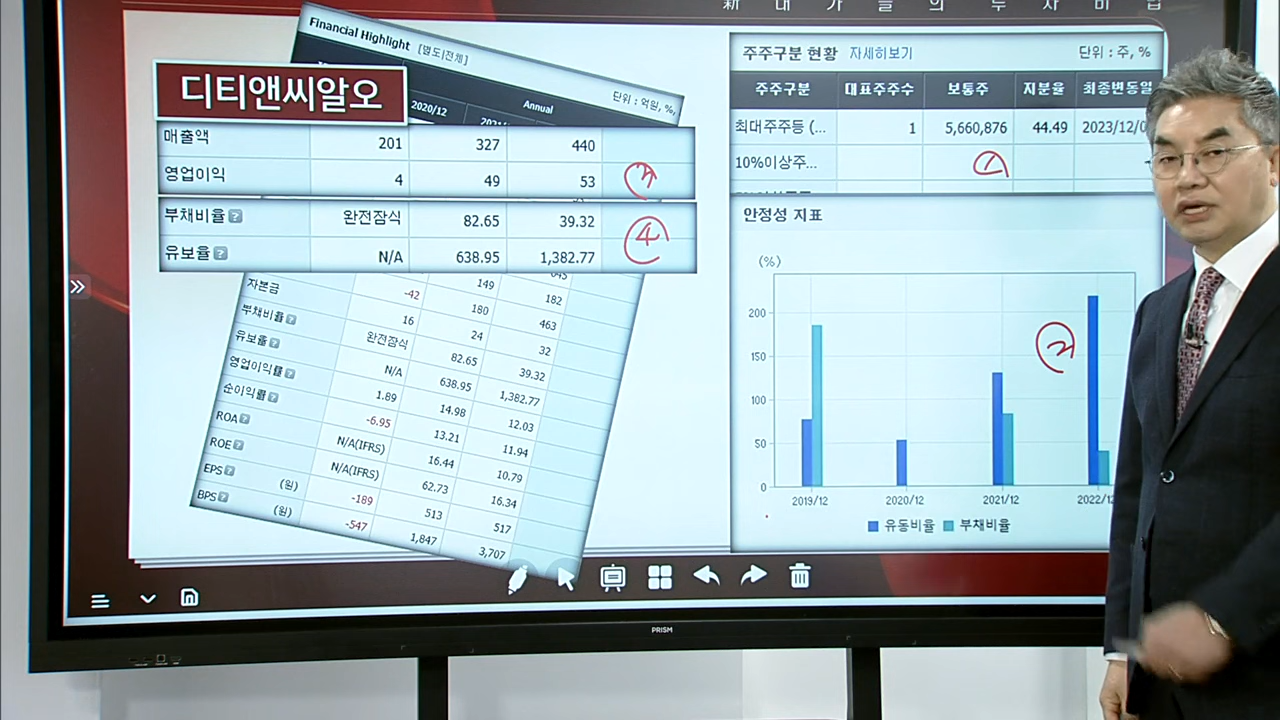 新 대 가 들 의 투 자 비 법
Financial Highlight [별도|전체]
단위 : 억원, %,
디티앤씨알오
2020/12 Annual
매출액 201 327 440
영업이익 4 49 53
3
부채비율 완전잠식 82.65 39.32
유보율 N/A 638.95 1,382.77
4
149
자본금 -42 180 182
부채비율 16 24 463
유보율 완전잠식 82.65 32
영업이익률 N/A 638.95 39.32
순이익률 1.89 14.98 1,382.77
ROA -6.95 13.21 12.03
ROE N/A(IFRS) 16.44 11.94
EPS (원) N/A(IFRS) 62.73 10.79
BPS (원) -189 513 16.34
-547 1,847 517
3,707
주주구분 현황 자세히보기 단위 : 주, %
주주구분 대표주주수 보통주 지분율 최종변동일
최대주주등 (... 1 5,660,876 44.49 2023/12/0
10%이상주...
1
안정성 지표
(%)
200
150
100
50
0
2
2019/12 2020/12 2021/12 2022/12
유동비율 부채비율
PRISM